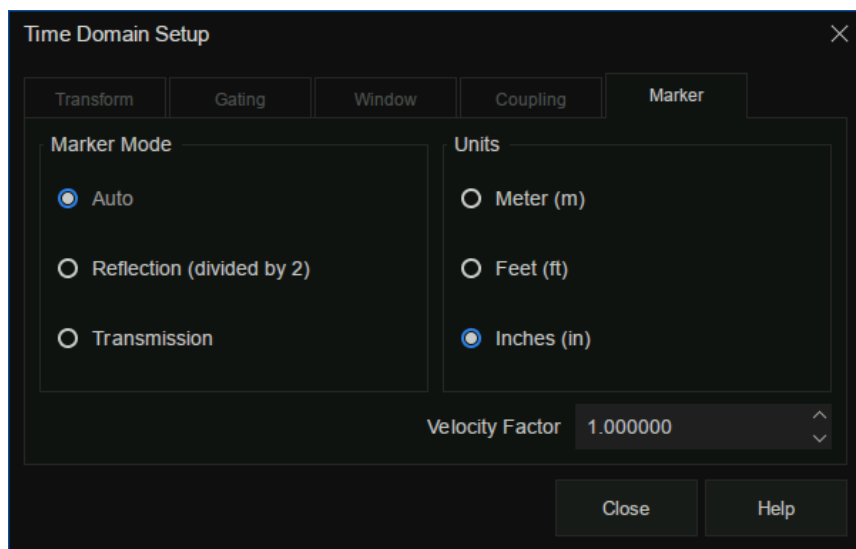 Time Domain Setup
Transform
Gating
Window
Coupling
Marker
Marker Mode
Auto
Reflection (divided by 2)
Transmission
Units
Meter (m)
Feet (ft)
Inches (in)
Velocity Factor 1.000000
Close
Help